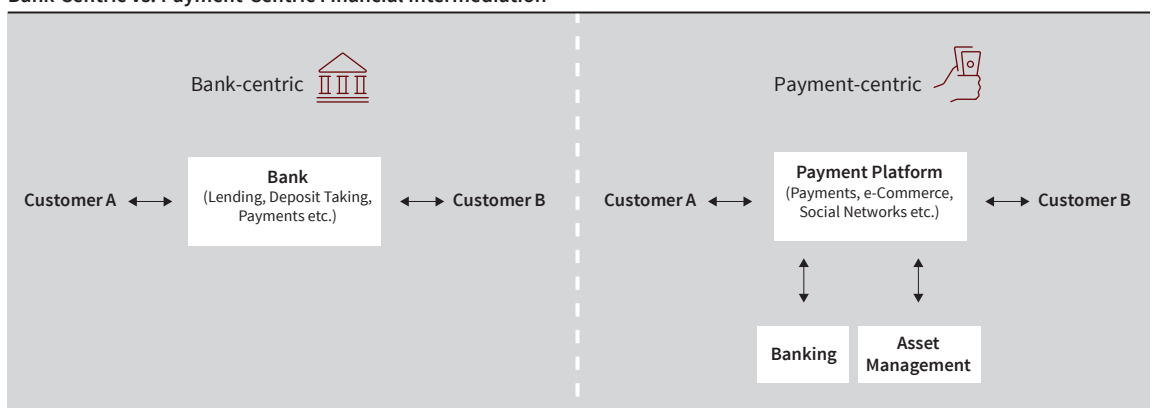 Bank-Centric vs. Payment-Centric Financial Intermediation
Bank-centric
Customer A
Bank
(Lending, Deposit Taking,
Payments etc.)
Customer B
Payment-centric
Customer A
Payment Platform
(Payments, e-Commerce,
Social Networks etc.)
Customer B
Banking
Asset
Management